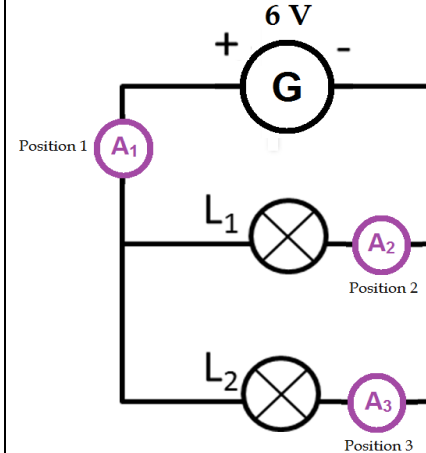 6 V
+ -
G
Position 1 A1
L1
A2
Position 2
L2
A3
Position 3